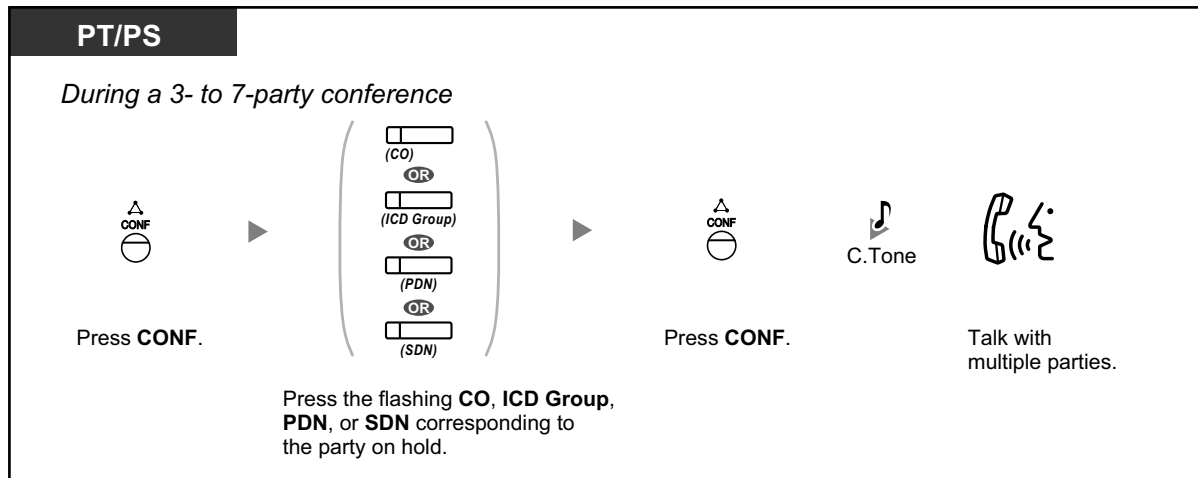 PT/PS
During a 3- to 7-party conference
CONF
(CO)
OR
(ICD Group)
OR
(PDN)
OR
(SDN)
CONF
C.Tone
Press CONF.
Press the flashing CO, ICD Group,
PDN, or SDN corresponding to
the party on hold.
Press CONF.
Talk with
multiple parties.